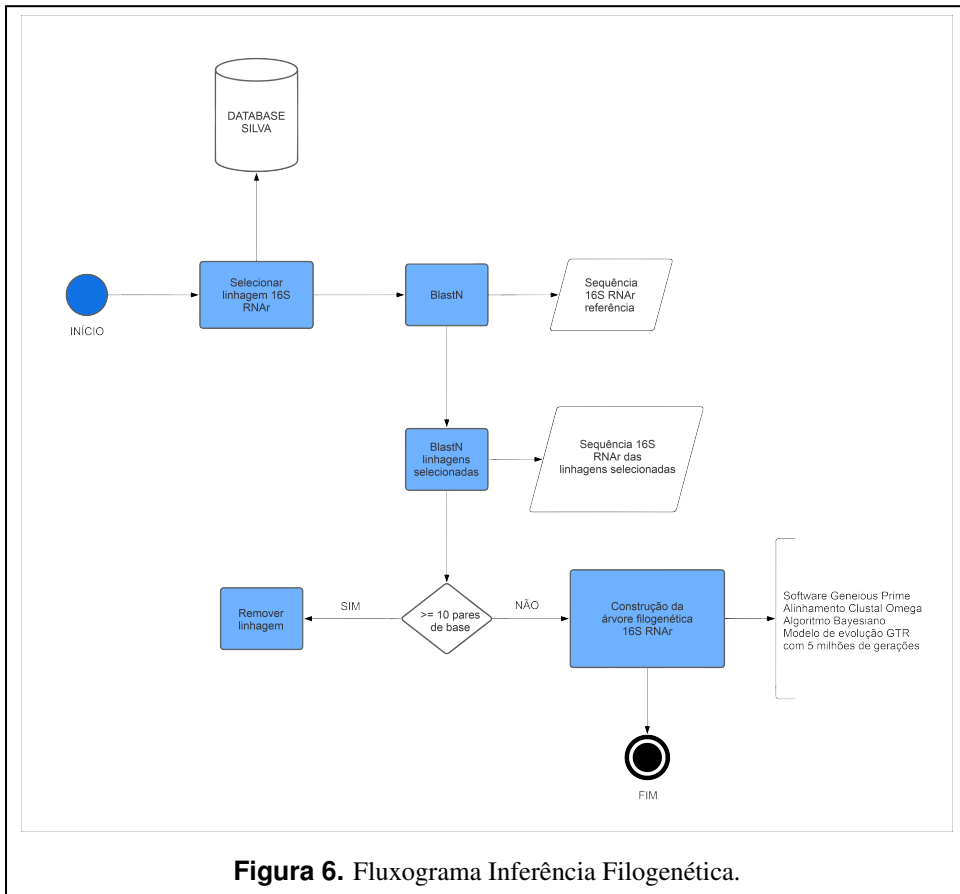 DATABASE
SILVA
INÍCIO
Selecionar
linhagem 16S
RNAr
BlastN
Sequência
16S RNAr
referência
BlastN
linhagens
selecionadas
Sequência 16S
RNAr das
linhagens selecionadas
Remover
linhagem
SIM
>= 10 pares
de base
NÃO
Construção da
árvore filogenética
16S RNAr
Software Geneious Prime
Alinhamento Clustal Omega
Algoritmo Bayesiano
Modelo de evolução GTR
com 5 milhões de gerações
FIM
Figura 6. Fluxograma Inferência Filogenética.